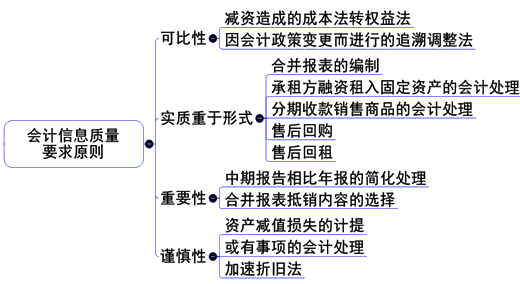 会计信息质量
要求原则
可比性
减资造成的成本法转权益法
因会计政策变更而进行的追溯调整法
实质重于形式
合并报表的编制
承租方融资租入固定资产的会计处理
分期收款销售商品的会计处理
售后回购
售后回租
重要性
中期报告相比年报的简化处理
合并报表抵销内容的选择
谨慎性
资产减值损失的计提
或有事项的会计处理
加速折旧法